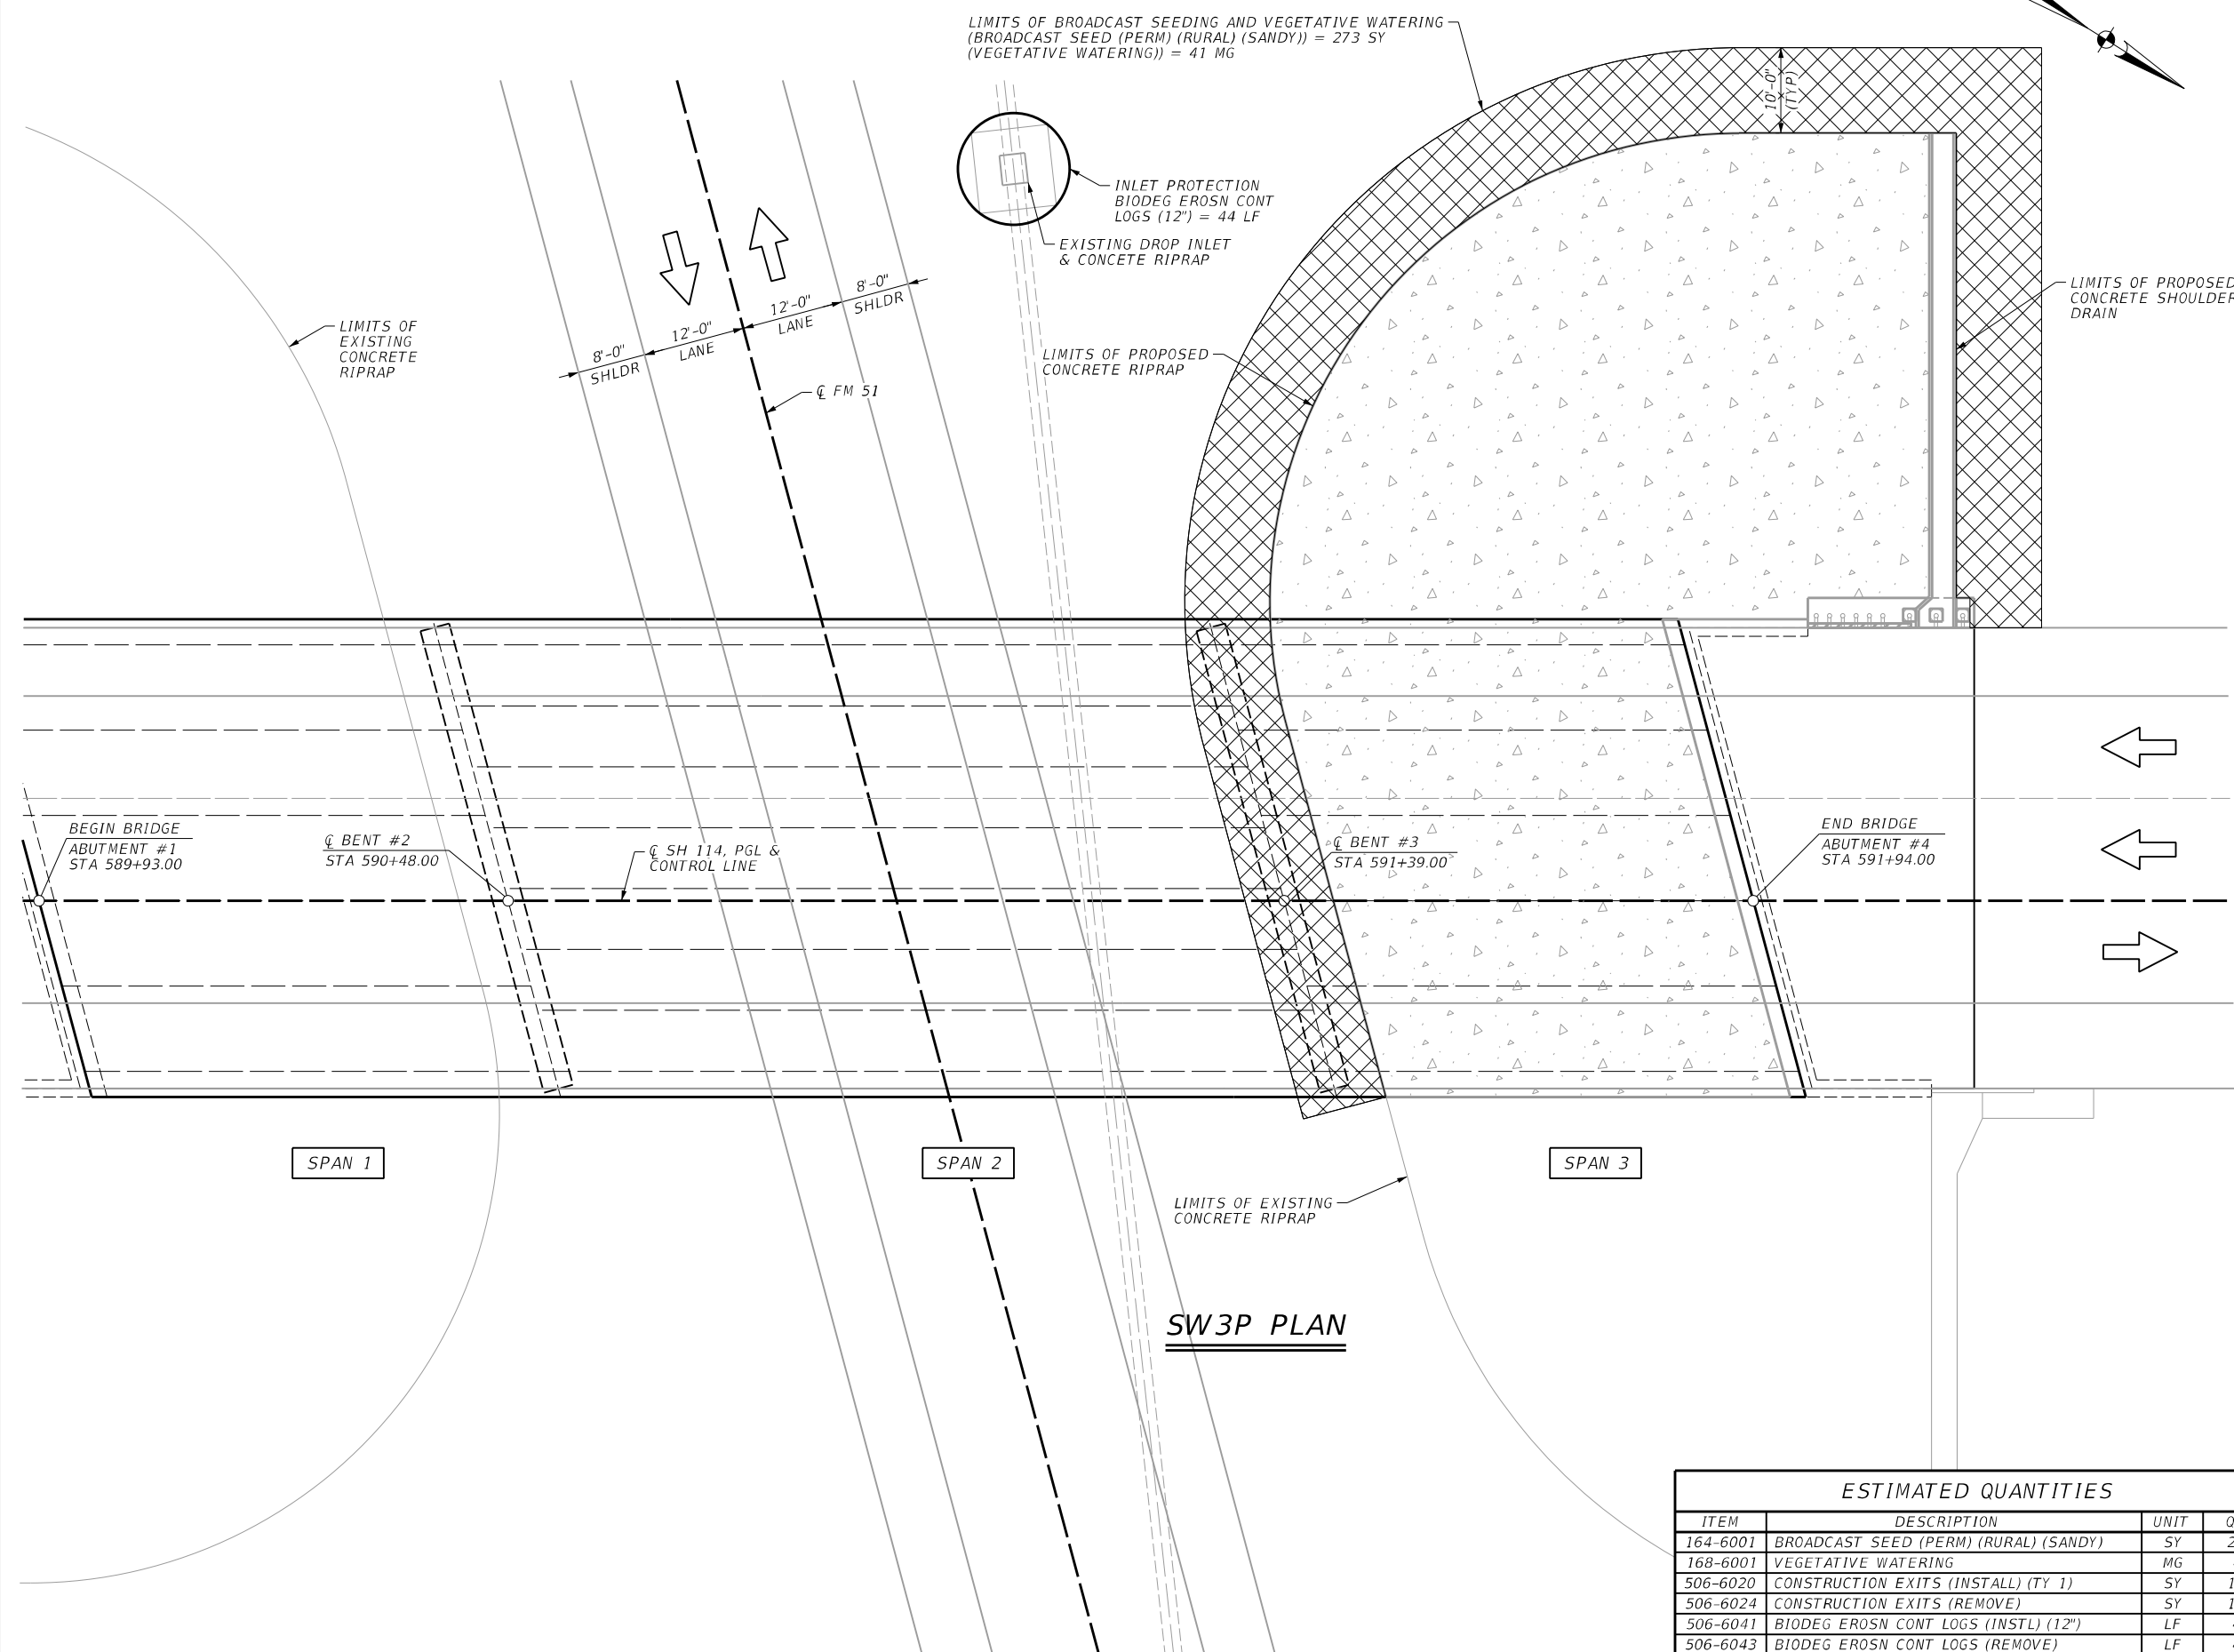 LIMITS OF BROADCAST SEEDING AND VEGETATIVE WATERING
(BROADCAST SEED (PERM) (RURAL) (SANDY)) = 273 SY
(VEGETATIVE WATERING)) = 41 MG
10'-0"
(TYP)
INLET PROTECTION
BIODEG EROSN CONT
LOGS (12") = 44 LF
EXISTING DROP INLET
& CONCETE RIPRAP
LIMITS OF PROPOSED
CONCRETE SHOULDER
DRAIN
LIMITS OF
EXISTING
CONCRETE
RIPRAP
8'-0"
SHLDR
12'-0"
LANE
12'-0"
LANE
8'-0"
SHLDR
LIMITS OF PROPOSED
CONCRETE RIPRAP
℄ FM 51
BEGIN BRIDGE
ABUTMENT #1
STA 589+93.00
℄ BENT #2
STA 590+48.00
℄ SH 114, PGL &
CONTROL LINE
℄ BENT #3
STA 591+39.00
END BRIDGE
ABUTMENT #4
STA 591+94.00
SPAN 1
SPAN 2
SPAN 3
LIMITS OF EXISTING
CONCRETE RIPRAP
SW3P PLAN
ESTIMATED QUANTITIES
ITEM DESCRIPTION UNIT
164-6001 BROADCAST SEED (PERM) (RURAL) (SANDY) SY
168-6001 VEGETATIVE WATERING MG
506-6020 CONSTRUCTION EXITS (INSTALL) (TY 1) SY
506-6024 CONSTRUCTION EXITS (REMOVE) SY
506-6041 BIODEG EROSN CONT LOGS (INSTL) (12") LF
506-6043 BIODEG EROSN CONT LOGS (REMOVE) LF